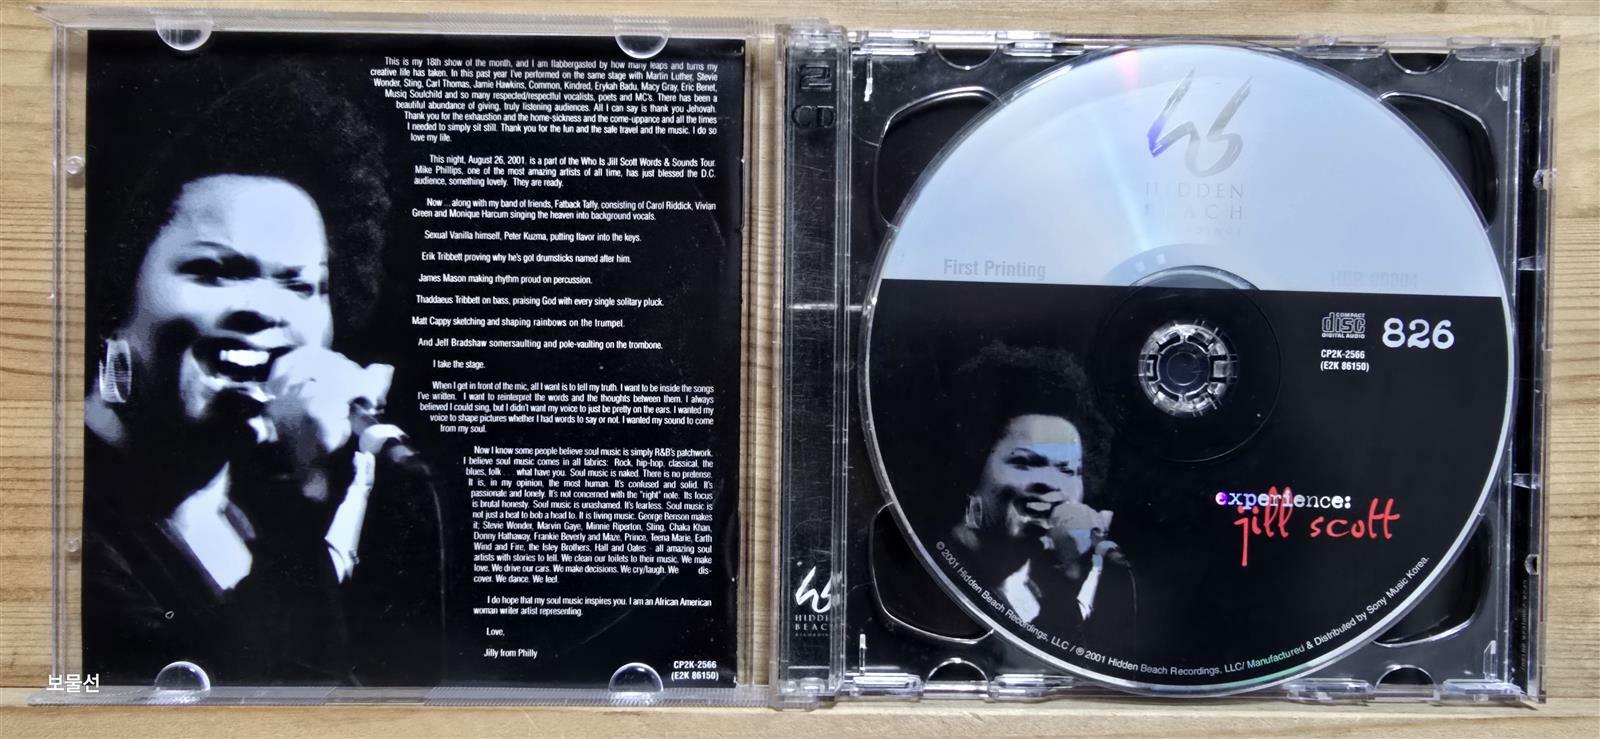 This is my 18th show of the month, and I am flabbergasted by how many leaps and turns my
creative life has taken. In this past year I've performed on the same stage with Martin Luther, Stevie
Wonder, Sting, Carl Thomas, Jamie Hawkins, Common, Kindred, Erykah Badu, Macy Gray, Eric Benet,
Musiq Soulchild and so many respected/respectful vocalists, poets and MC's. There has been a
beautiful abundance of giving, truly listening audiences. All I can say is thank you Jehovah.
Thank you for the exhaustion and the home-sickness and the come-uppance and all the times
I needed to simply sit still. Thank you for the fun and the safe travel and the music. I do so
love my life.
This night, August 26, 2001. is a part of the Who Is Jill Scott Words & Sounds Tour.
Mike Phillips, one of the most amazing artists of all time, has just blessed the D.C.
audience, something lovely. They are ready.
Now ... along with my band of friends, Fatback Taffy, consisting of Carol Riddick, Vivian
Green and Monique Harcum singing the heaven into background vocals.
Sexual Vanilla himself, Peter Kuzma, putting flavor into the keys.
Erik Tribbett proving why he's got drumsticks named after him.
James Mason making rhythm proud on percussion.
Thaddaeus Tribbett on bass, praising God with every single solitary pluck.
Matt Cappy sketching and shaping rainbows on the trumpet.
And Jeff Bradshaw somersaulting and pole-vaulting on the trombone.
I take the stage.
When I get in front of the mic, all I want is to tell my truth. I want to be inside the songs
I've written. I want to reinterpret the words and the thoughts between them. I always
believed I could sing, but I didn't want my voice to just be pretty on the ears. I wanted my
voice to shape pictures whether I had words to say or not. I wanted my sound to come
from my soul.
Now I know some people believe soul music is simply R&B's patchwork.
I believe soul music comes in all fabrics: Rock, hip-hop, classical, the
blues, folk . . . what have you. Soul music is naked. There is no pretense.
It is, in my opinion, the most human. It's confused and solid. It's
passionate and lonely. It's not concerned with the "right" note. Its focus
is brutal honesty. Soul music is unashamed. It's fearless. Soul music is
not just a beat to bob a head to. It is living music. George Benson makes
it; Stevie Wonder, Marvin Gaye, Minnie Riperton, Sting, Chaka Khan,
Donny Hathaway, Frankie Beverly and Maze, Prince, Teena Marie, Earth
Wind and Fire, the Isley Brothers, Hall and Oates - all amazing soul
artists with stories to tell. We clean our toilets to their music. We make
love. We drive our cars. We make decisions. We cry/laugh. We dis-
cover. We dance. We feel.
I do hope that my soul music inspires you. I am an African American
woman writer artist representing.
Love,
Jilly from Philly
CP2K-2566
(E2K 86150)
보물선
2
CD
HIDDEN
BEACH
RECORDINGS
HIDDEN
BEACH
First Printing
COMPACT
disc
DIGITAL AUDIO
826
CP2K-2566
(E2K 86150)
experience:
jill scott
© 2001 Hidden Beach Recordings, LLC / ℗ 2001 Hidden Beach Recordings, LLC/ Manufactured & Distributed by Sony Music Korea.